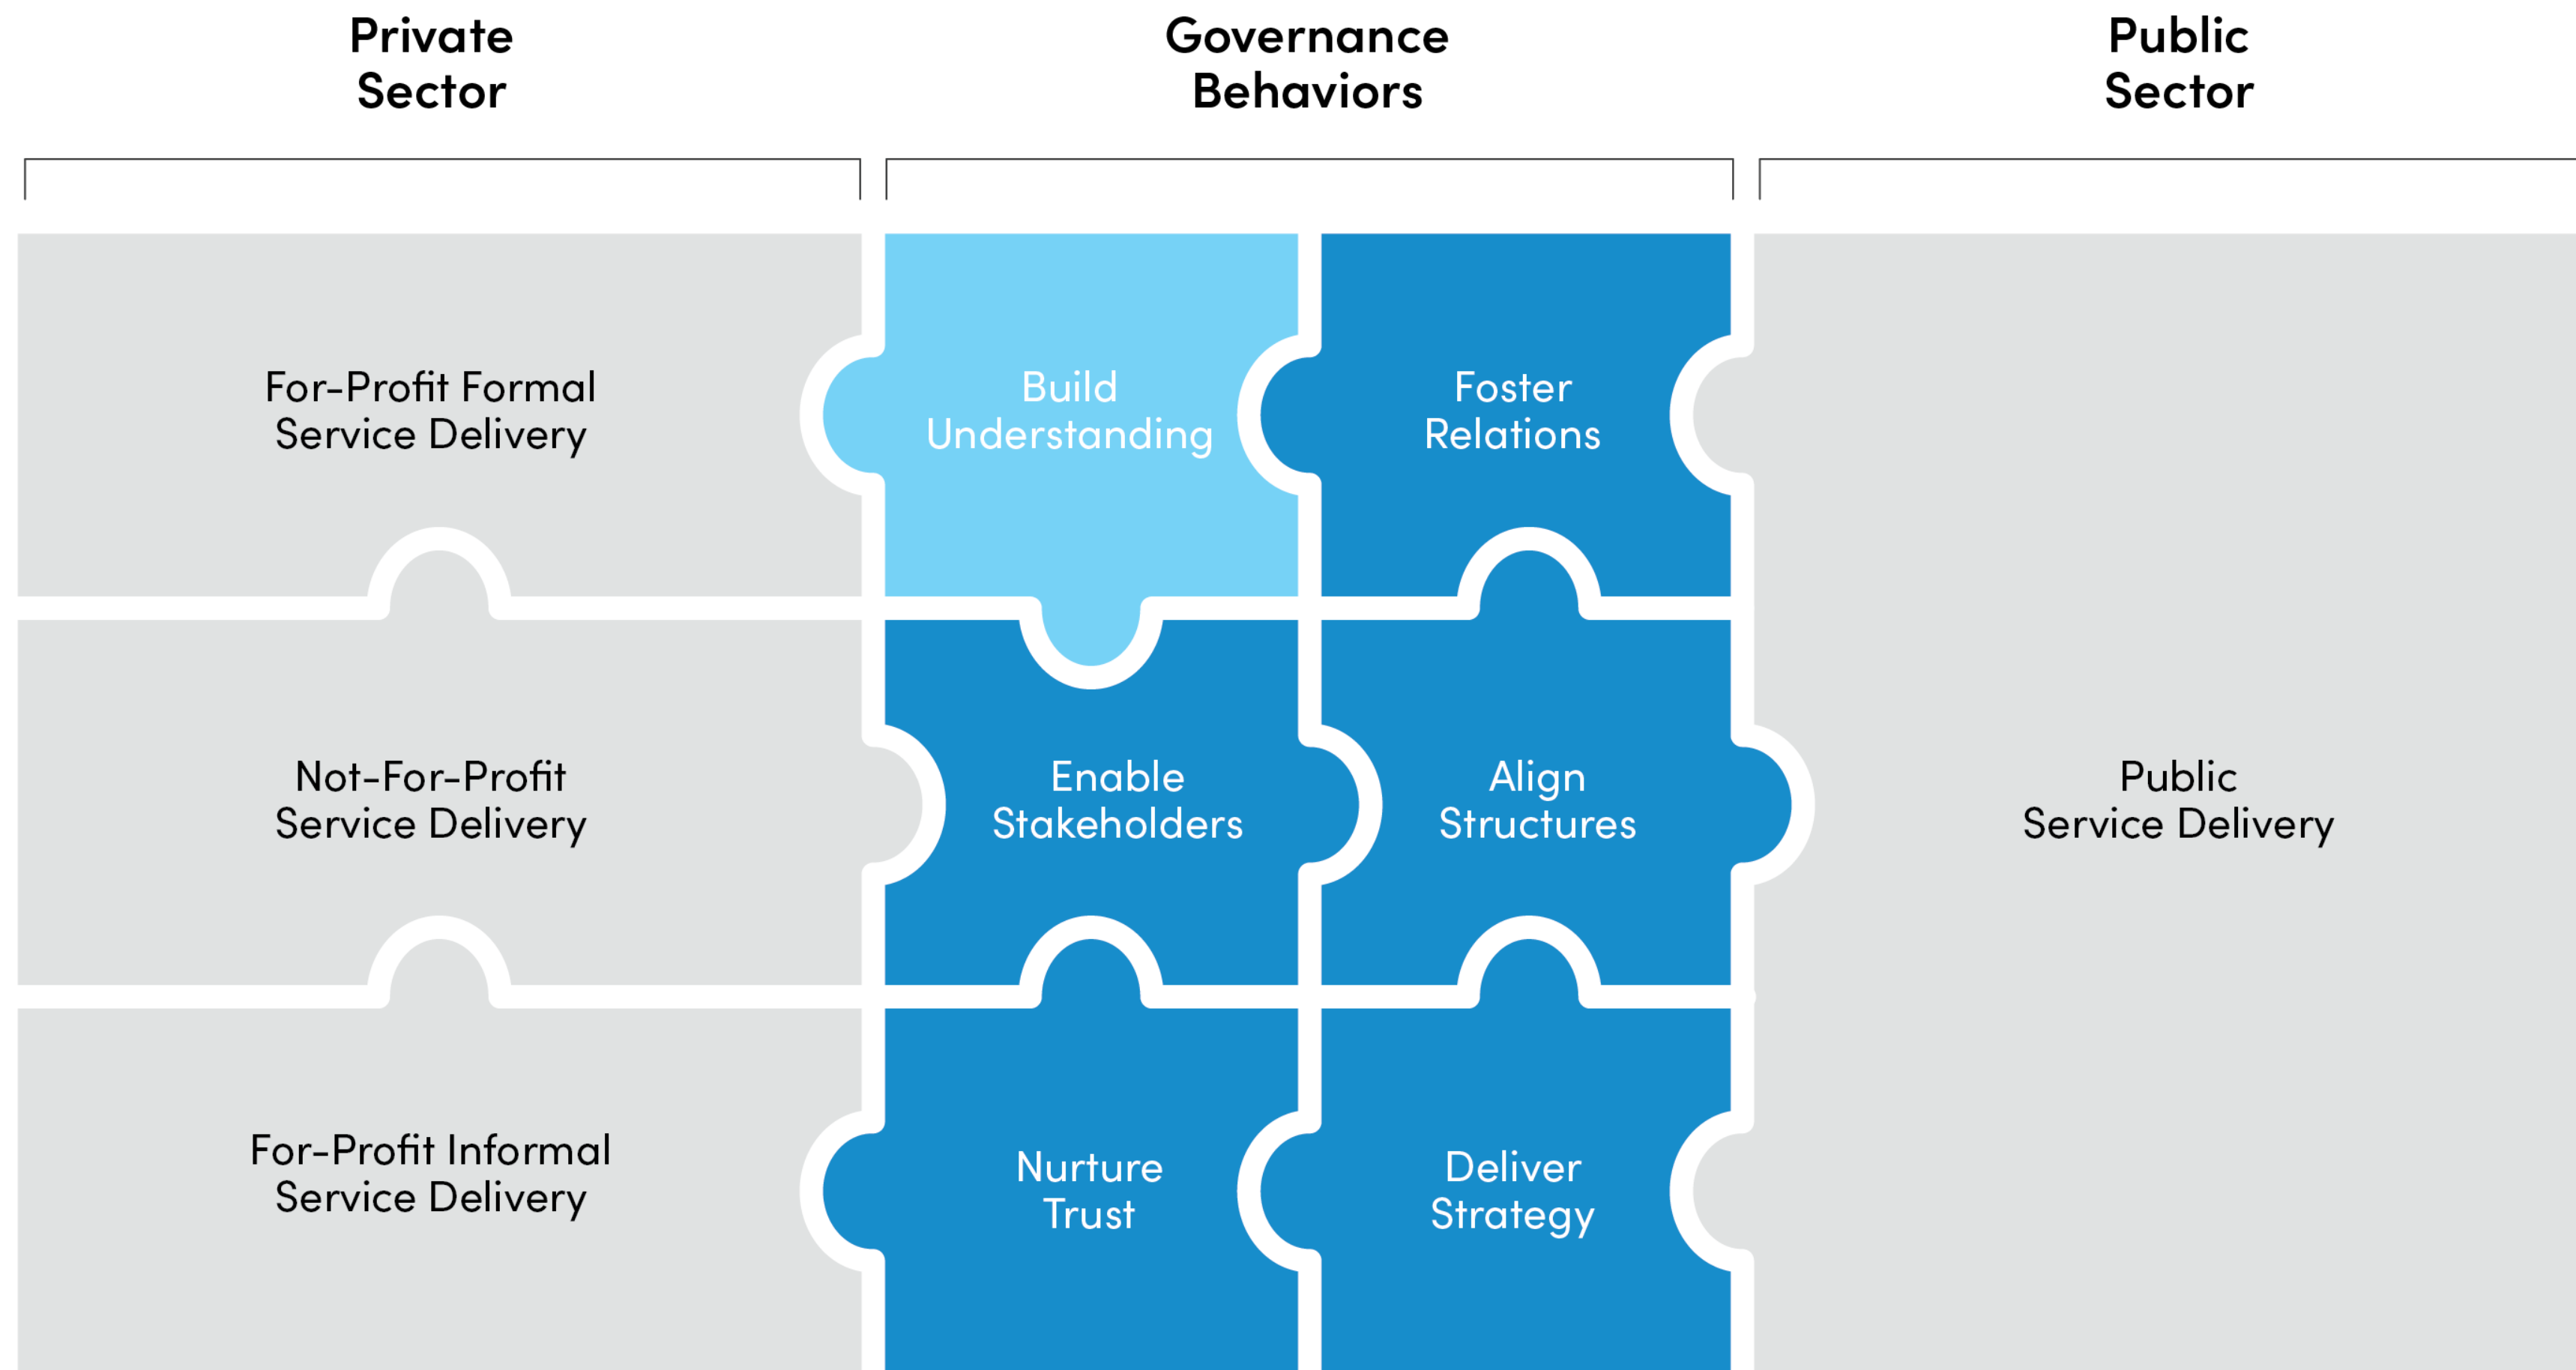 Private
Sector
Governance
Behaviors
Public
Sector
For-Profit Formal
Service Delivery
Build
Understanding
Foster
Relations
Not-For-Profit
Service Delivery
Enable
Stakeholders
Align
Structures
Public
Service Delivery
For-Profit Informal
Service Delivery
Nurture
Trust
Deliver
Strategy